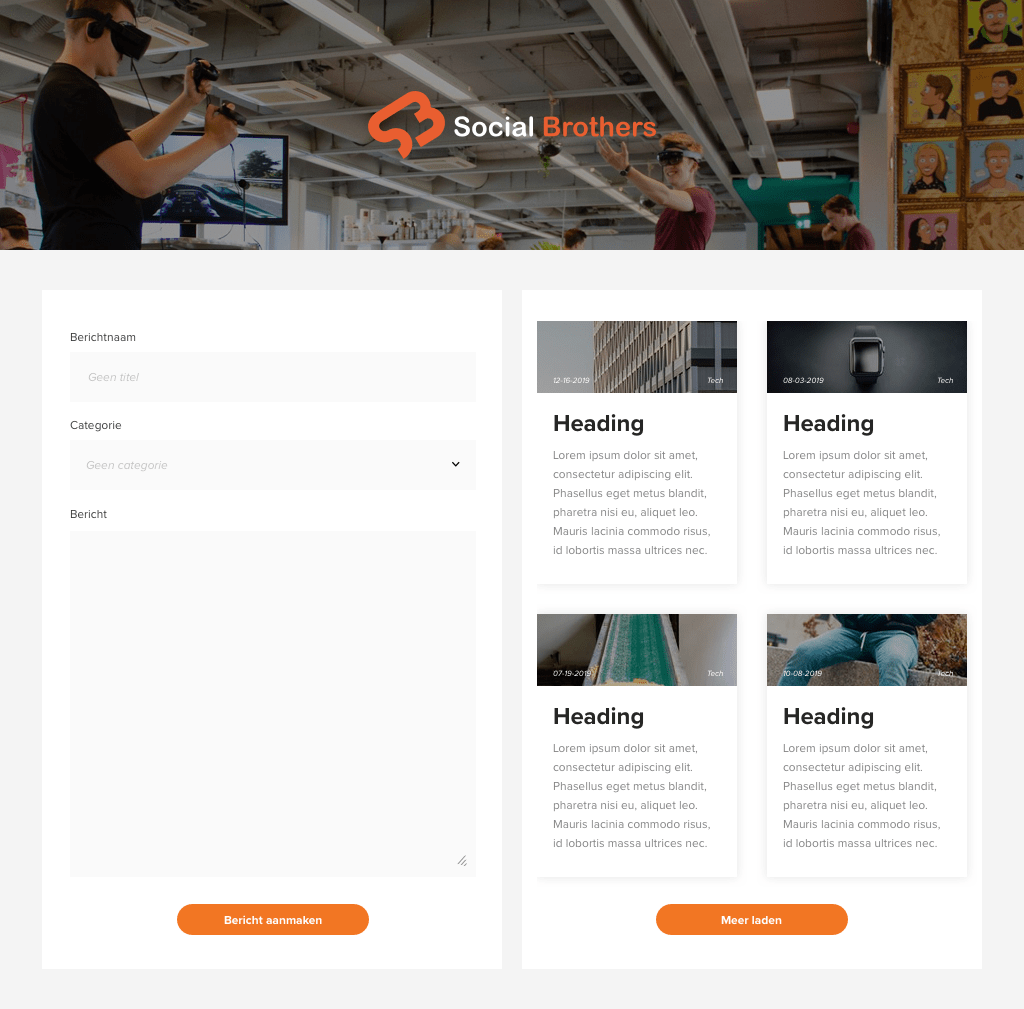 Social Brothers
Berichtnaam
Geen titel
Categorie
Geen categorie
Bericht
Bericht aanmaken
12-16-2019 Tech
Heading
Lorem ipsum dolor sit amet,
consectetur adipiscing elit.
Phasellus eget metus blandit,
pharetra nisi eu, aliquet leo.
Mauris lacinia commodo risus,
id lobortis massa ultrices nec.
08-03-2019 Tech
Heading
Lorem ipsum dolor sit amet,
consectetur adipiscing elit.
Phasellus eget metus blandit,
pharetra nisi eu, aliquet leo.
Mauris lacinia commodo risus,
id lobortis massa ultrices nec.
07-19-2019 Tech
Heading
Lorem ipsum dolor sit amet,
consectetur adipiscing elit.
Phasellus eget metus blandit,
pharetra nisi eu, aliquet leo.
Mauris lacinia commodo risus,
id lobortis massa ultrices nec.
10-08-2019 Tech
Heading
Lorem ipsum dolor sit amet,
consectetur adipiscing elit.
Phasellus eget metus blandit,
pharetra nisi eu, aliquet leo.
Mauris lacinia commodo risus,
id lobortis massa ultrices nec.
Meer laden